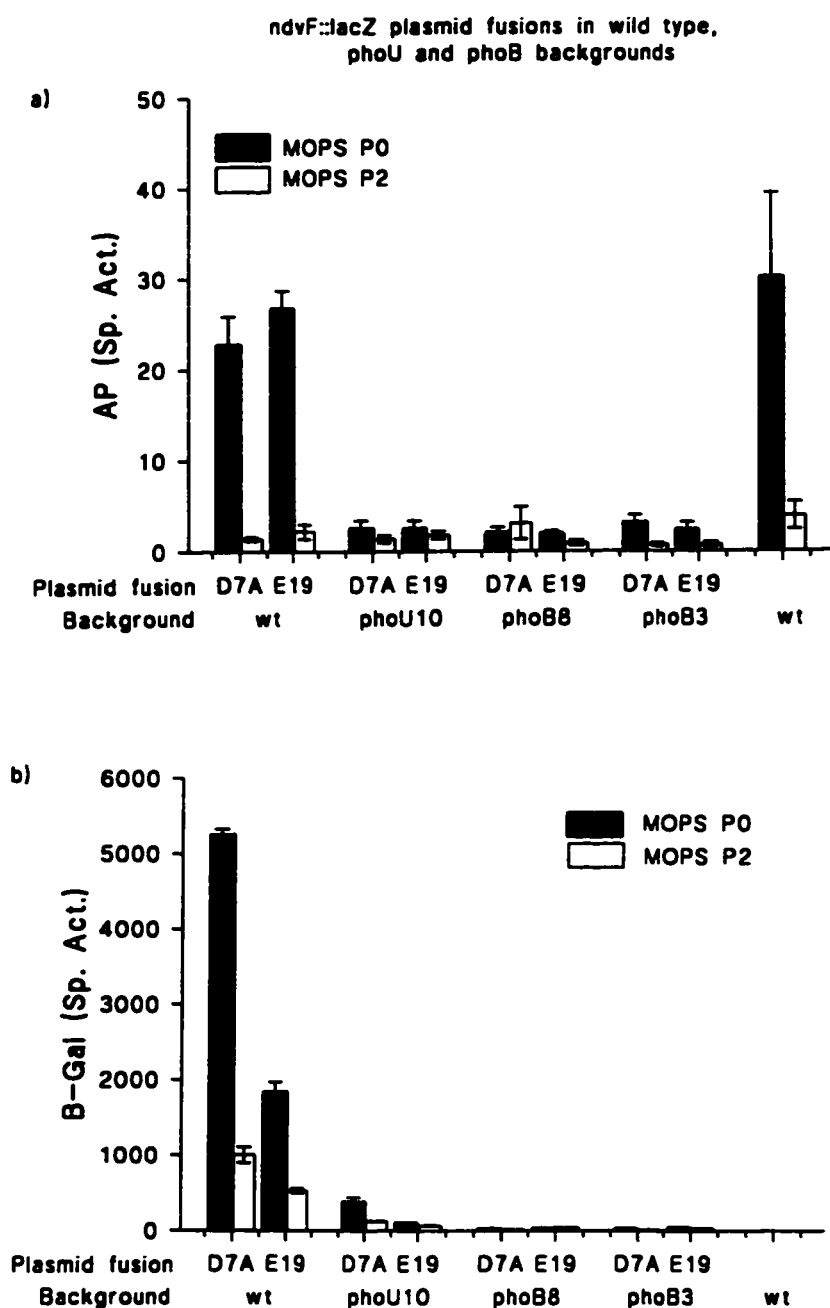 ndvF::lacZ plasmid fusions in wild type,
phoU and phoB backgrounds
a)
50
40
30
20
10
0
AP (Sp. Act.)
MOPS P0
MOPS P2
Plasmid fusion D7A E19 D7A E19 D7A E19 D7A E19
Background wt phoU10 phoB8 phoB3 wt
b)
6000
5000
4000
3000
2000
1000
0
B-Gal (Sp. Act.)
MOPS P0
MOPS P2
Plasmid fusion D7A E19 D7A E19 D7A E19 D7A E19
Background wt phoU10 phoB8 phoB3 wt